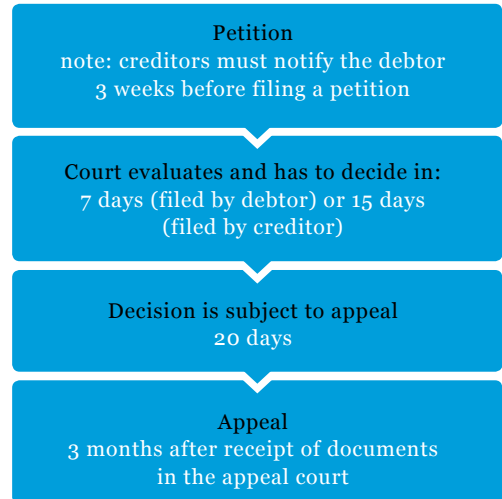 Petition
note: creditors must notify the debtor
3 weeks before filing a petition
Court evaluates and has to decide in:
7 days (filed by debtor) or 15 days
(filed by creditor)
Decision is subject to appeal
20 days
Appeal
3 months after receipt of documents
in the appeal court